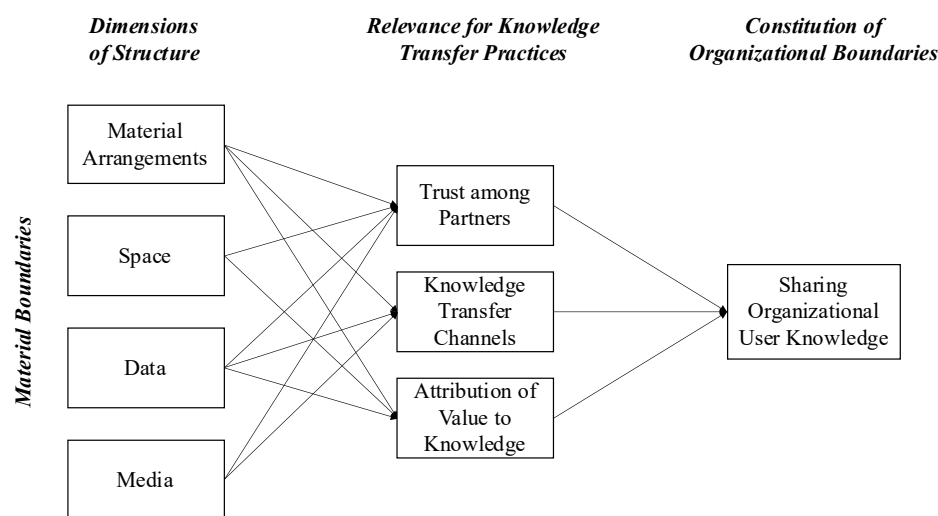 Dimensions
of Structure
Relevance for Knowledge
Transfer Practices
Constitution of
Organizational Boundaries
Material Boundaries
Material
Arrangements
Space
Data
Media
Trust among
Partners
Knowledge
Transfer
Channels
Attribution of
Value to
Knowledge
Sharing
Organizational
User Knowledge